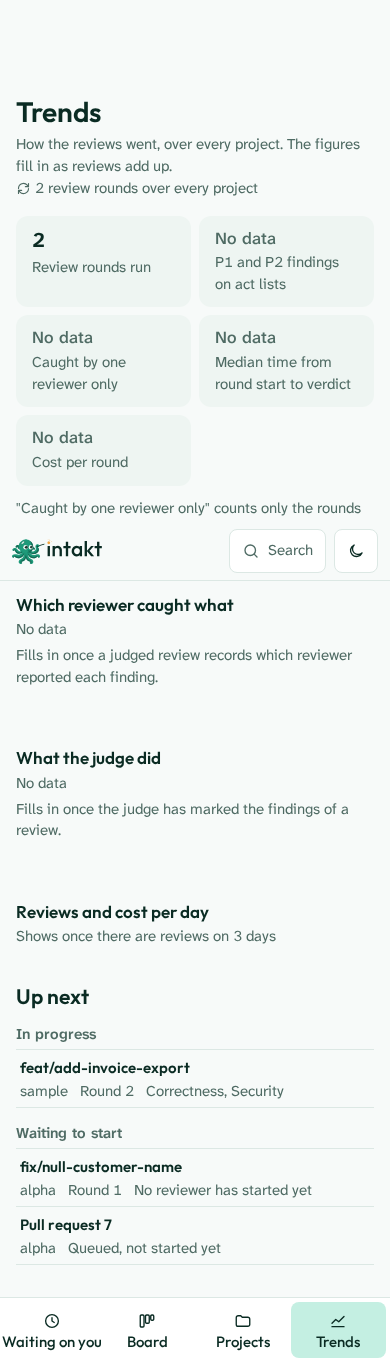 Trends
How the reviews went, over every project. The figures
fill in as reviews add up.
2 review rounds over every project
2
Review rounds run
No data
P1 and P2 findings
on act lists
No data
Caught by one
reviewer only
No data
Median time from
round start to verdict
No data
Cost per round
"Caught by one reviewer only" counts only the rounds
intakt
Search
Which reviewer caught what
No data
Fills in once a judged review records which reviewer
reported each finding.
What the judge did
No data
Fills in once the judge has marked the findings of a
review.
Reviews and cost per day
Shows once there are reviews on 3 days
Up next
In progress
feat/add-invoice-export
sample Round 2 Correctness, Security
Waiting to start
fix/null-customer-name
alpha Round 1 No reviewer has started yet
Pull request 7
alpha Queued, not started yet
Waiting on you
Board
Projects
Trends